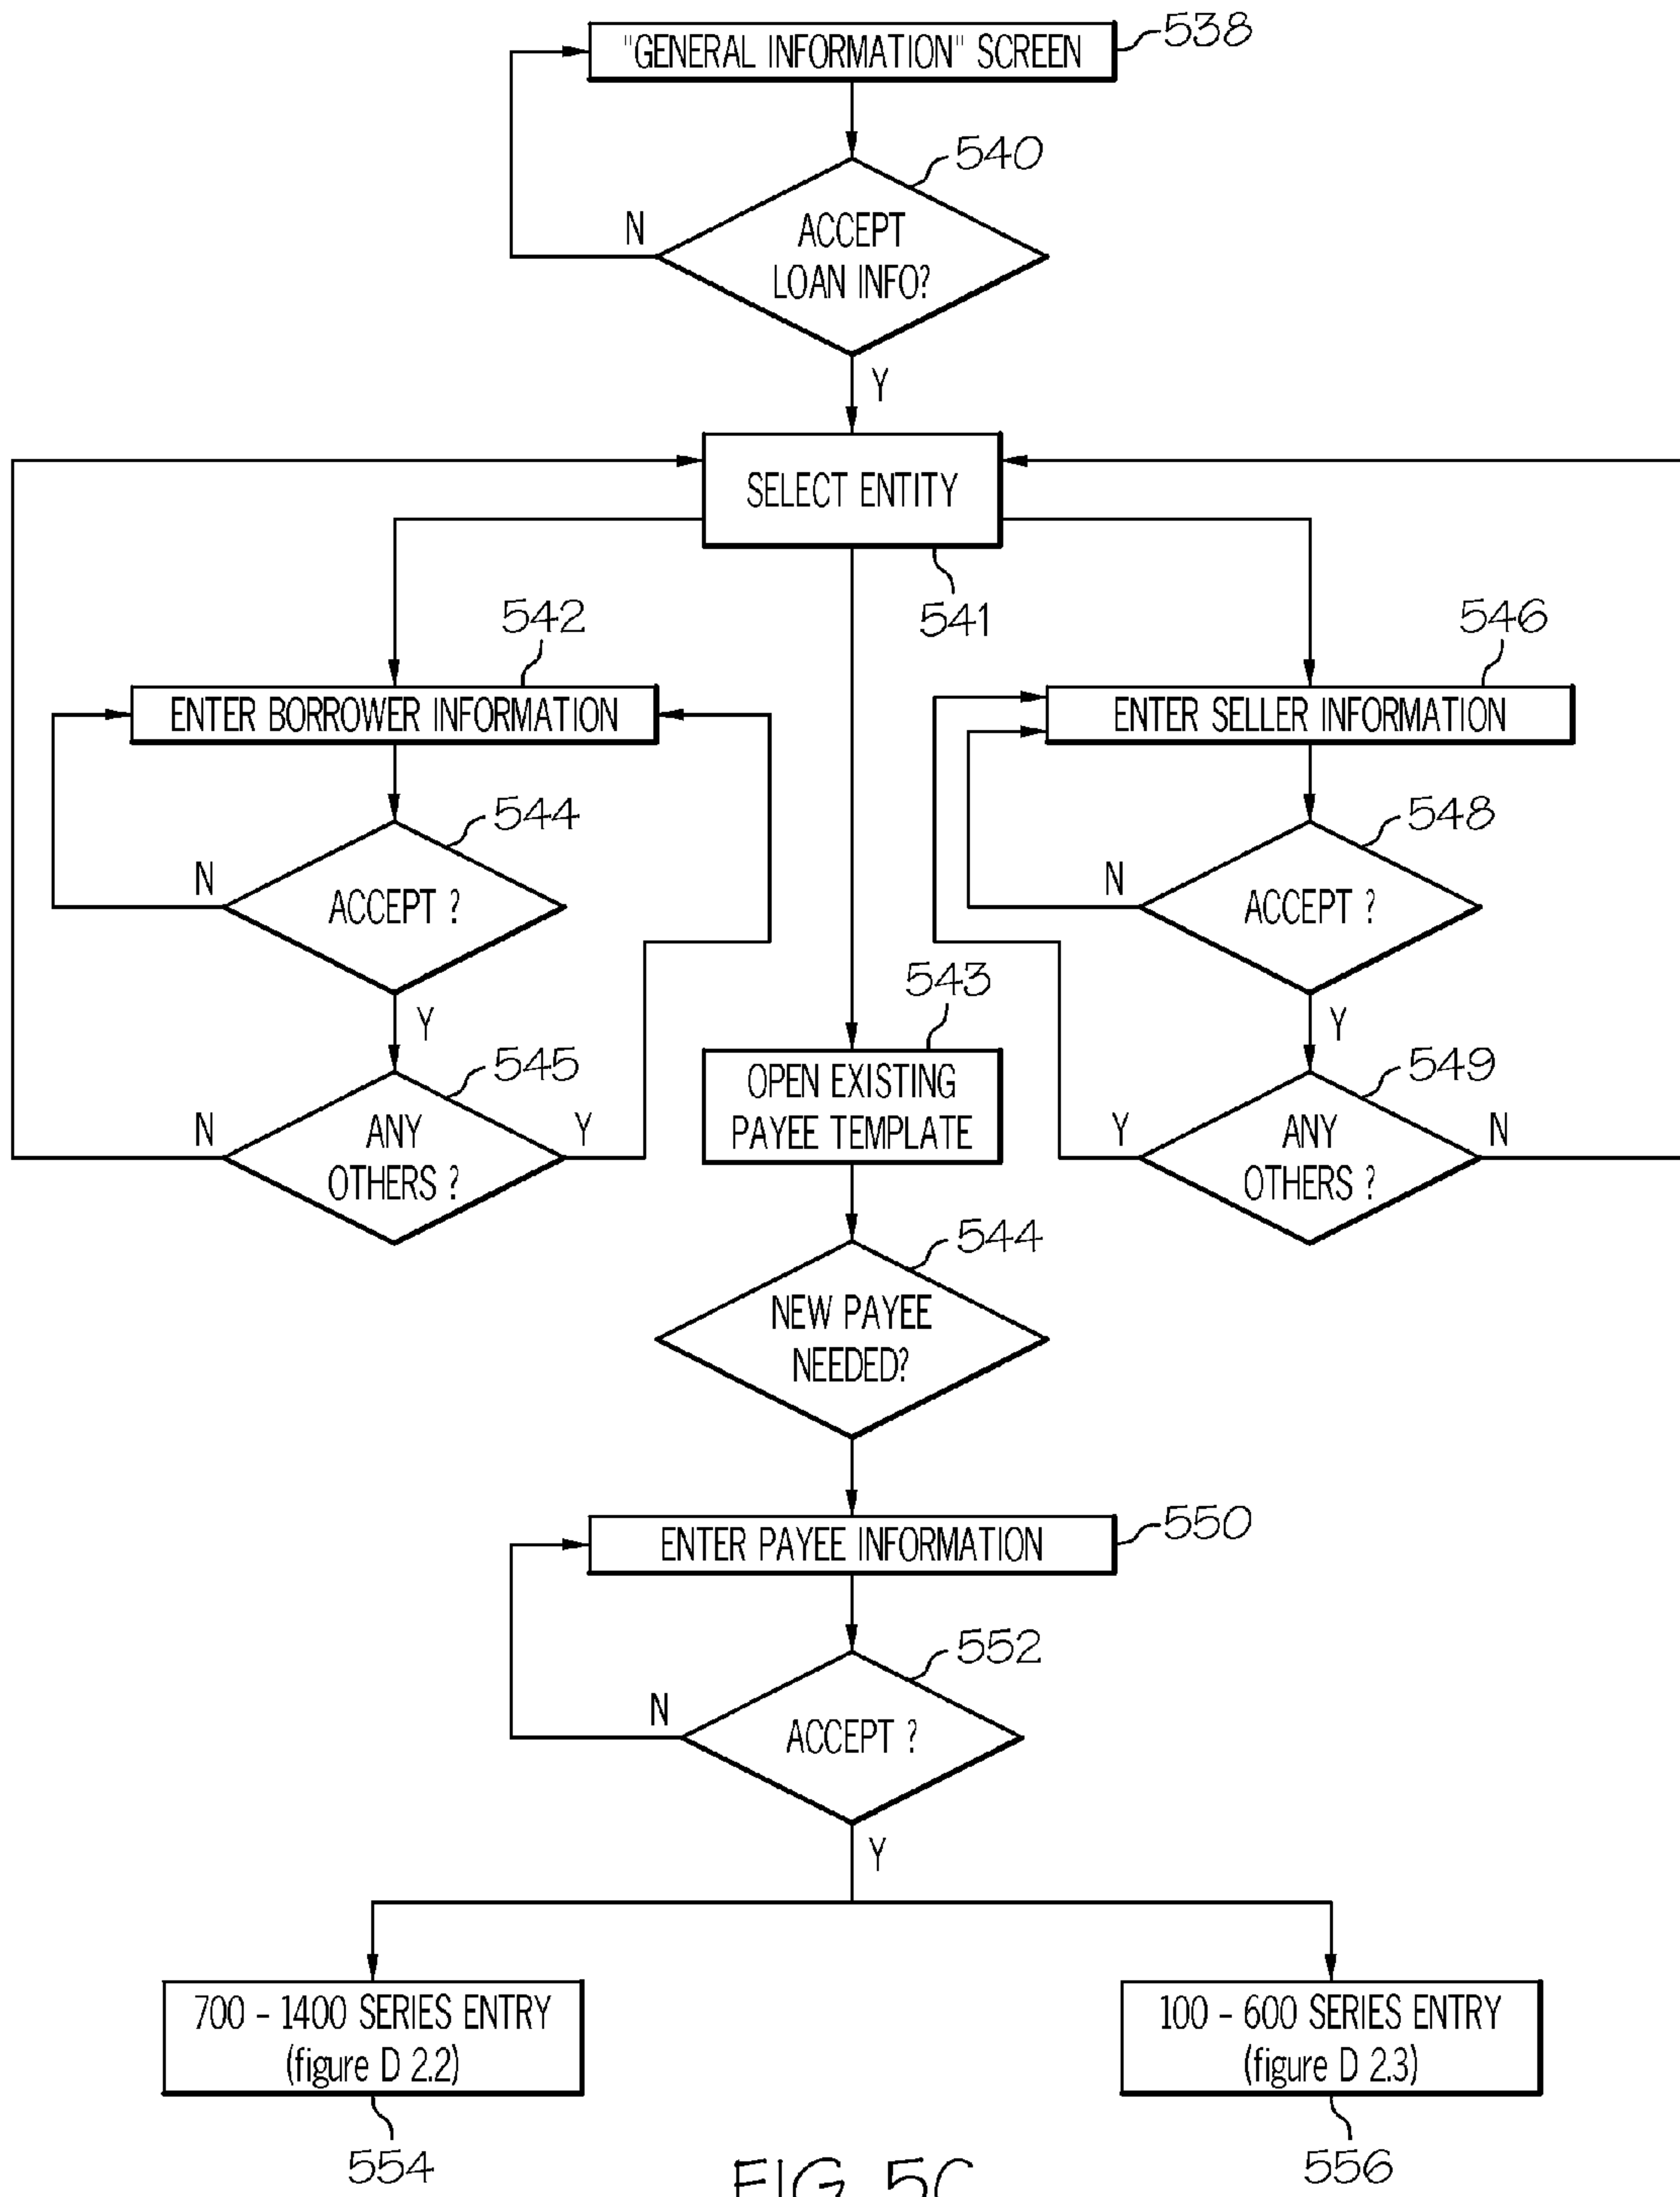 "GENERAL INFORMATION" SCREEN
538
540
ACCEPT
LOAN INFO?
N
Y
SELECT ENTITY
541
542
546
ENTER BORROWER INFORMATION
ENTER SELLER INFORMATION
544
548
N
ACCEPT ?
N
ACCEPT ?
543
Y
Y
545
549
OPEN EXISTING
PAYEE TEMPLATE
N
ANY
OTHERS ?
Y
Y
ANY
OTHERS ?
N
544
NEW PAYEE
NEEDED?
ENTER PAYEE INFORMATION
550
552
N
ACCEPT ?
Y
700 - 1400 SERIES ENTRY
(figure D 2.2)
100 - 600 SERIES ENTRY
(figure D 2.3)
554
556
FIG. 5C